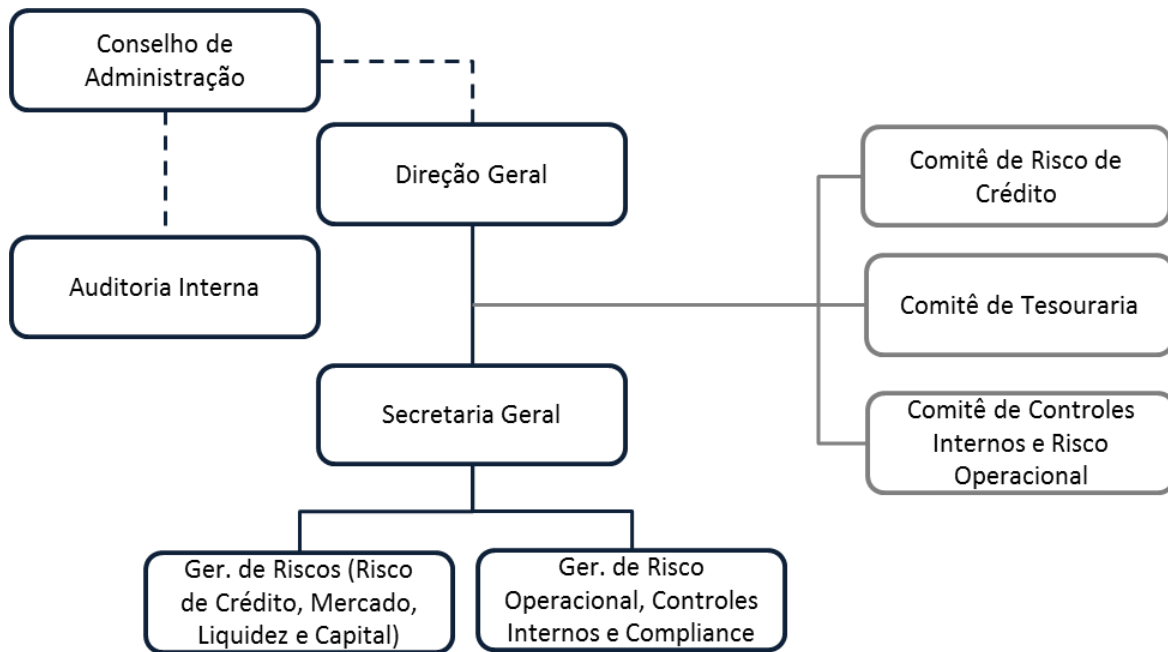 Conselho de
Administração
Direção Geral
Auditoria Interna
Comitê de Risco de
Crédito
Comitê de Tesouraria
Secretaria Geral
Comitê de Controles
Internos e Risco
Operacional
Ger. de Riscos (Risco
de Crédito, Mercado,
Liquidez e Capital)
Ger. de Risco
Operacional, Controles
Internos e Compliance